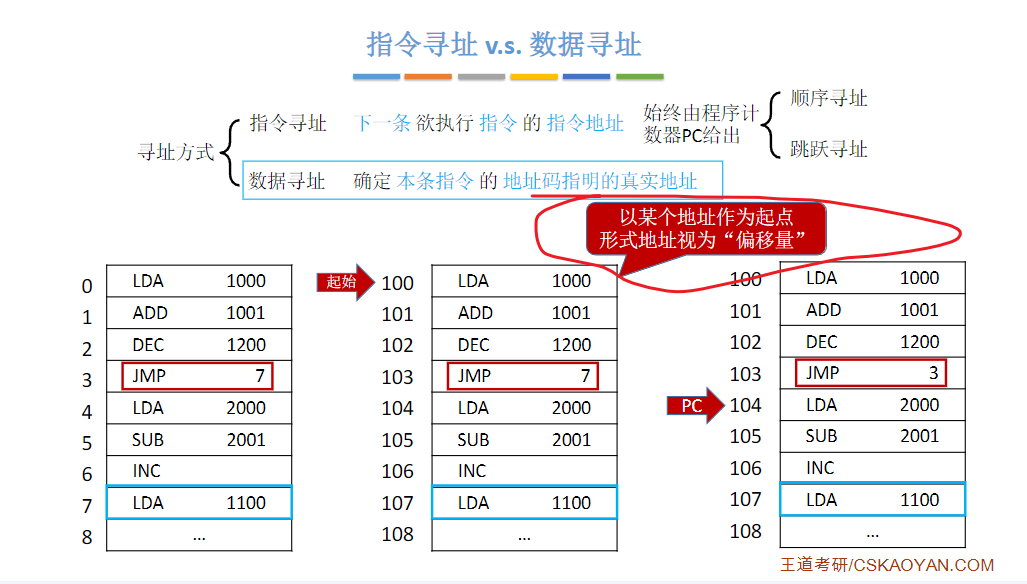 指令寻址 v.s. 数据寻址
寻址方式
指令寻址 下一条 欲执行 指令 的 指令地址
始终由程序计
数器PC给出
顺序寻址
跳跃寻址
数据寻址 确定 本条指令 的 地址码指明的真实地址
以某个地址作为起点
形式地址视为“偏移量”
0 LDA 1000
1 ADD 1001
2 DEC 1200
3 JMP 7
4 LDA 2000
5 SUB 2001
6 INC
7 LDA 1100
8 ...
起始
100 LDA 1000
101 ADD 1001
102 DEC 1200
103 JMP 7
104 LDA 2000
105 SUB 2001
106 INC
107 LDA 1100
108 ...
100 LDA 1000
101 ADD 1001
102 DEC 1200
103 JMP 3
PC
104 LDA 2000
105 SUB 2001
106 INC
107 LDA 1100
108 ...
王道考研/CSKAOYAN.COM